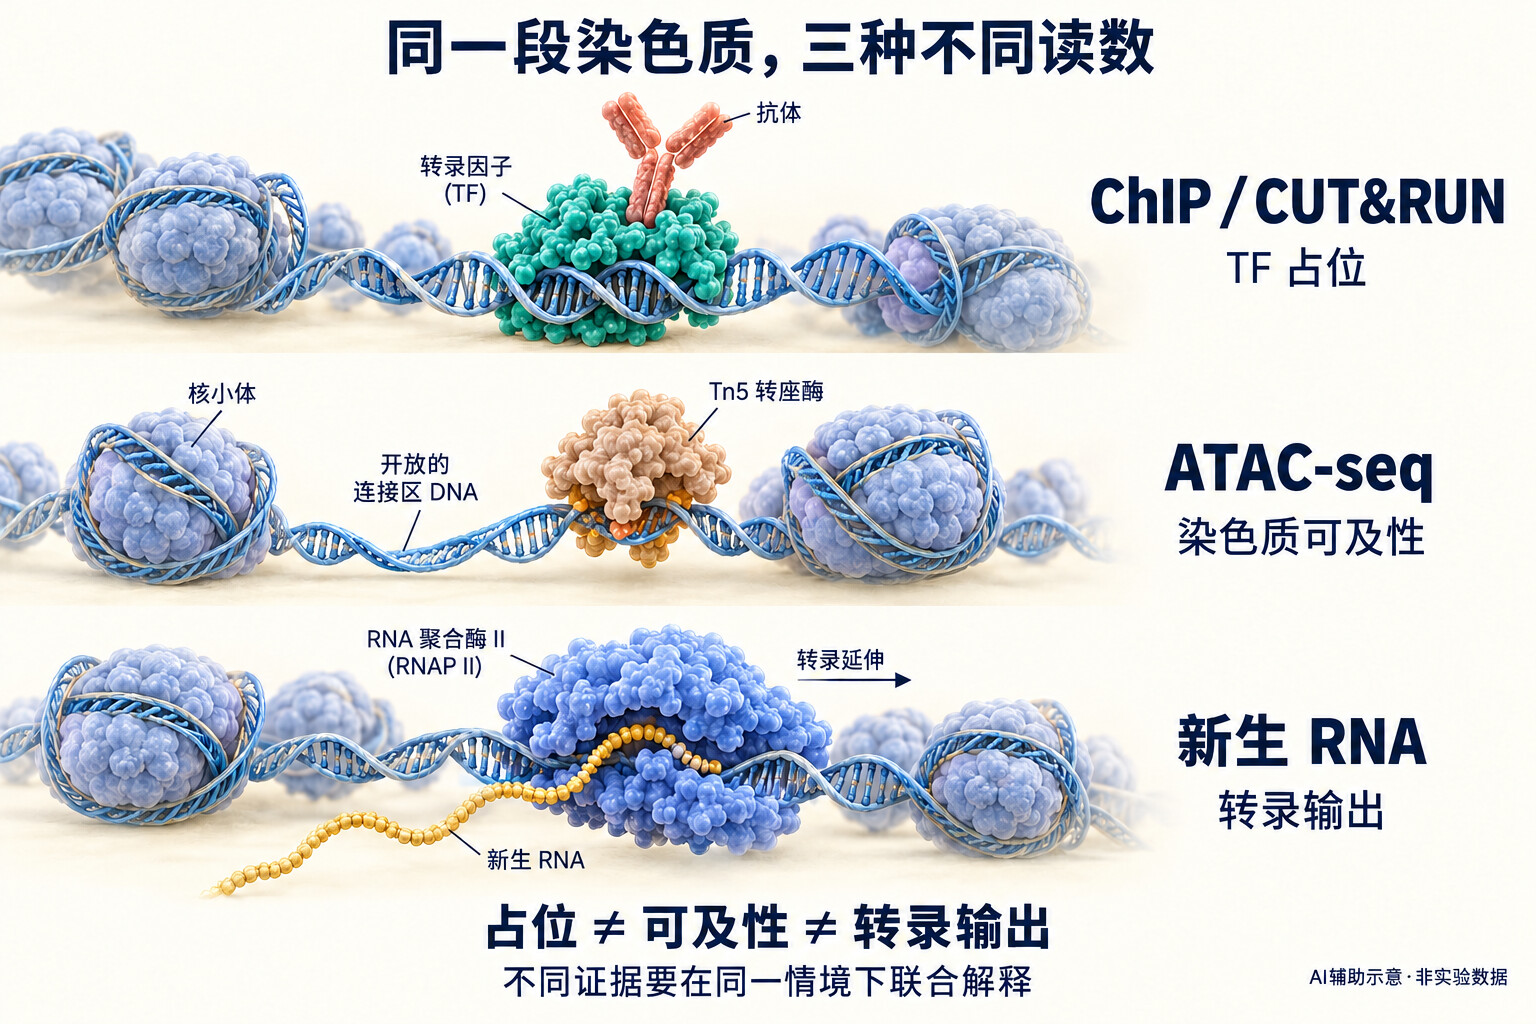 同一段染色质，三种不同读数
抗体
转录因子
(TF)
ChIP / CUT&RUN
TF 占位
核小体
开放的
连接区 DNA
Tn5 转座酶
ATAC-seq
染色质可及性
RNA 聚合酶 II
(RNAP II)
转录延伸
新生 RNA
新生 RNA
转录输出
占位 ≠ 可及性 ≠ 转录输出
不同证据要在同一情境下联合解释
AI辅助示意·非实验数据